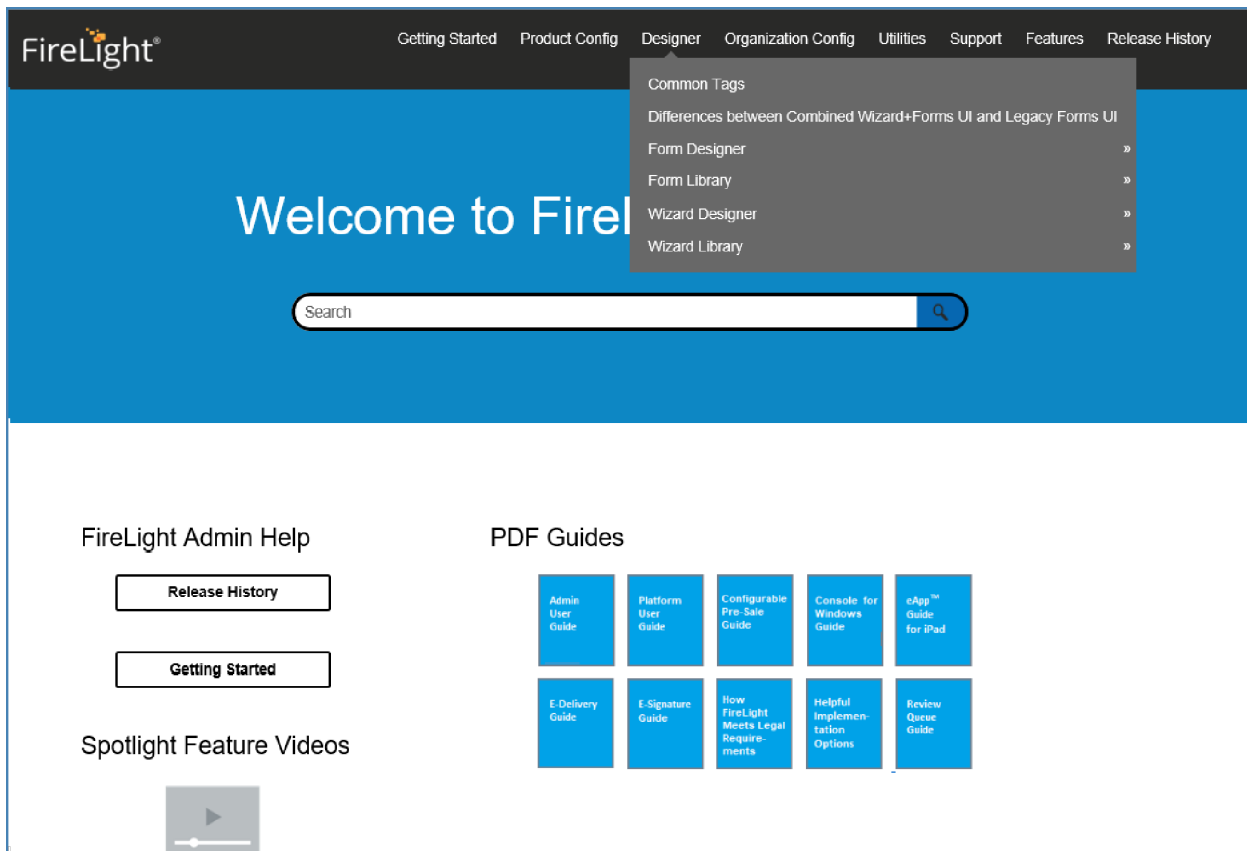 FireLight®
Getting Started Product Config Designer Organization Config Utilities Support Features Release History
Common Tags
Differences between Combined Wizard+Forms UI and Legacy Forms UI
Form Designer »
Form Library »
Wizard Designer »
Wizard Library »
Welcome to Firel
Search
FireLight Admin Help
Release History
Getting Started
Spotlight Feature Videos
PDF Guides
Admin
User
Guide
Platform
User
Guide
Configurable
Pre-Sale
Guide
Console for
Windows
Guide
eApp™
Guide
for iPad
E-Delivery
Guide
E-Signature
Guide
How
FireLight
Meets Legal
Require-
ments
Helpful
Implemen-
tation
Options
Review
Queue
Guide